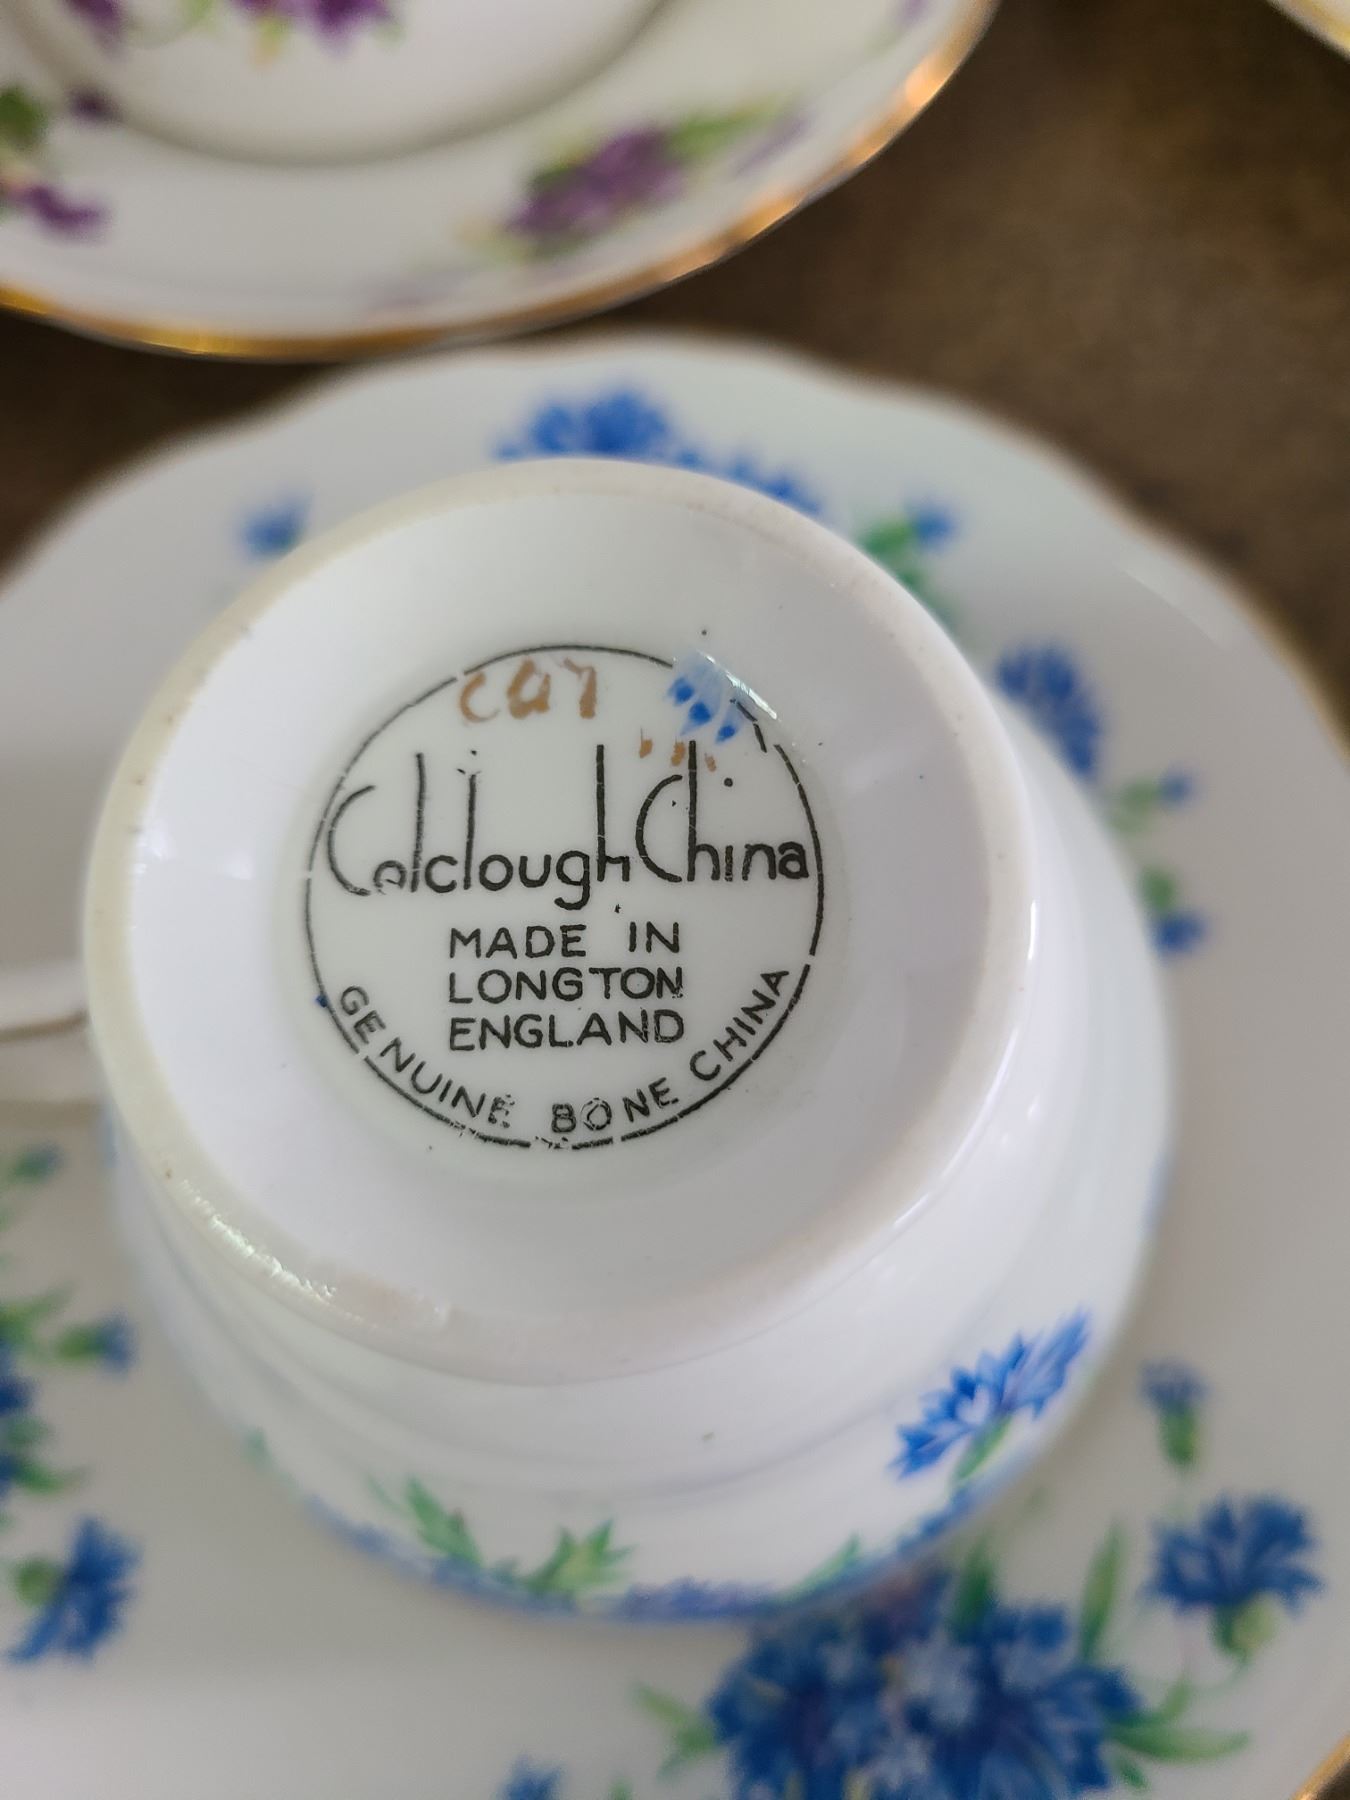 Colclough China
MADE IN
LONGTON
ENGLAND
GENUINE BONE CHINA